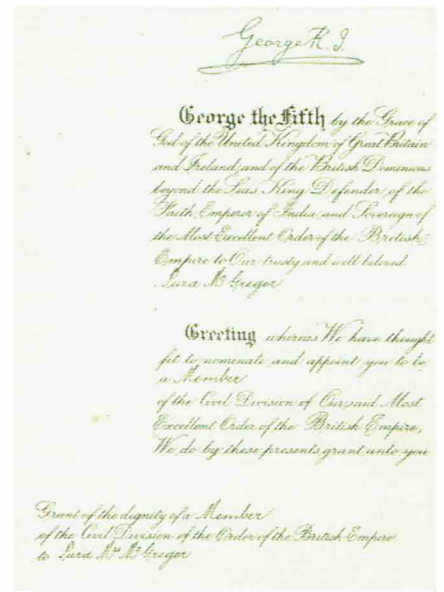 George R. I.
George the Fifth by the Grace of
God of the United Kingdom of Great Britain
and Ireland and of the British Dominions
beyond the Seas, King Defender of the
Faith, Emperor of India and Sovereign of
the Most Excellent Order of the British
Empire to Our trusty and well beloved
Mc Gregor
Greeting whereas We have thought
fit to nominate and appoint you to be
a Member
of the Civil Division of Our said Most
Excellent Order of the British Empire,
We do by these presents grant unto you
Grant of the dignity of a Member
of the Civil Division of the Order of the British Empire
to Mc Gregor